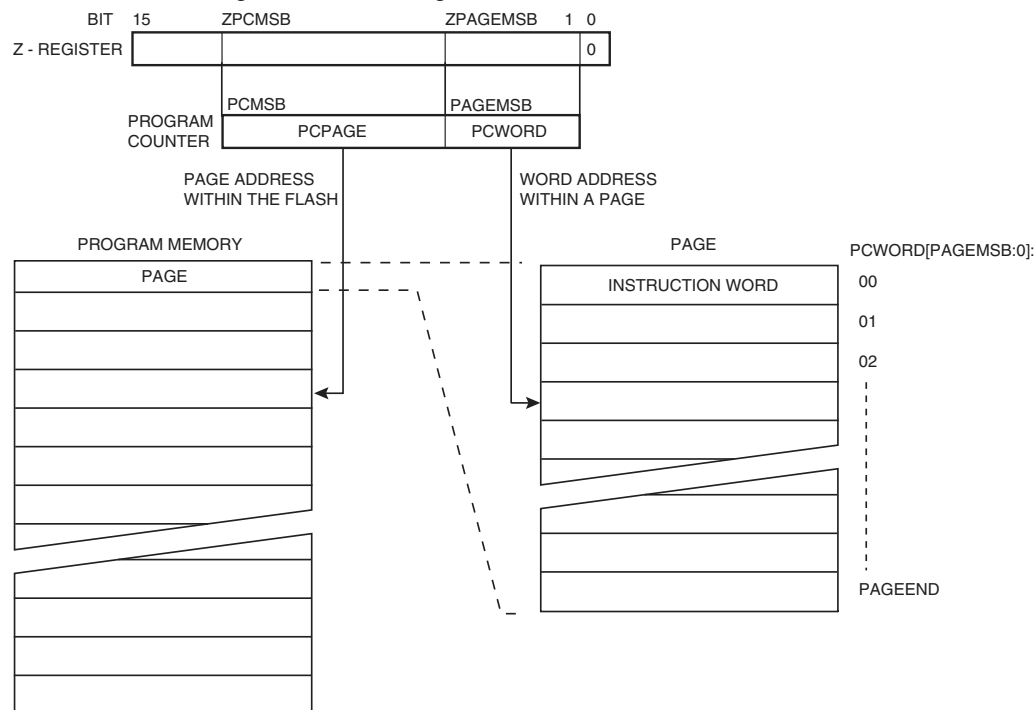 BIT 15 ZPCMSB ZPAGEMSB 1 0
Z - REGISTER 0
PCMSB PAGEMSB
PROGRAM
COUNTER
PCPAGE PCWORD
PAGE ADDRESS
WITHIN THE FLASH
WORD ADDRESS
WITHIN A PAGE
PROGRAM MEMORY
PAGE
PAGE
INSTRUCTION WORD
PCWORD[PAGEMSB:0]:
00
01
02
PAGEEND